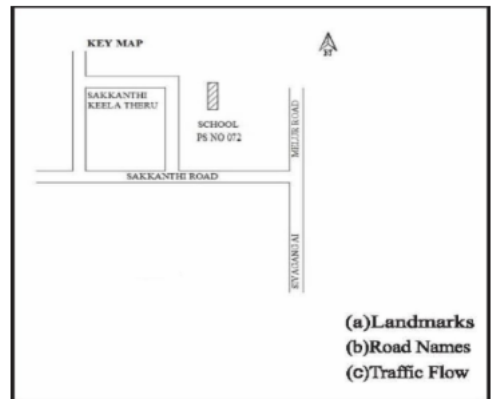 KEY MAP
N
SAKKANTHI
KEELA THERU
SCHOOL
PS NO 072
MELUR ROAD
SAKKANTHI ROAD
SIVAGANGAI
(a)Landmarks
(b)Road Names
(c)Traffic Flow